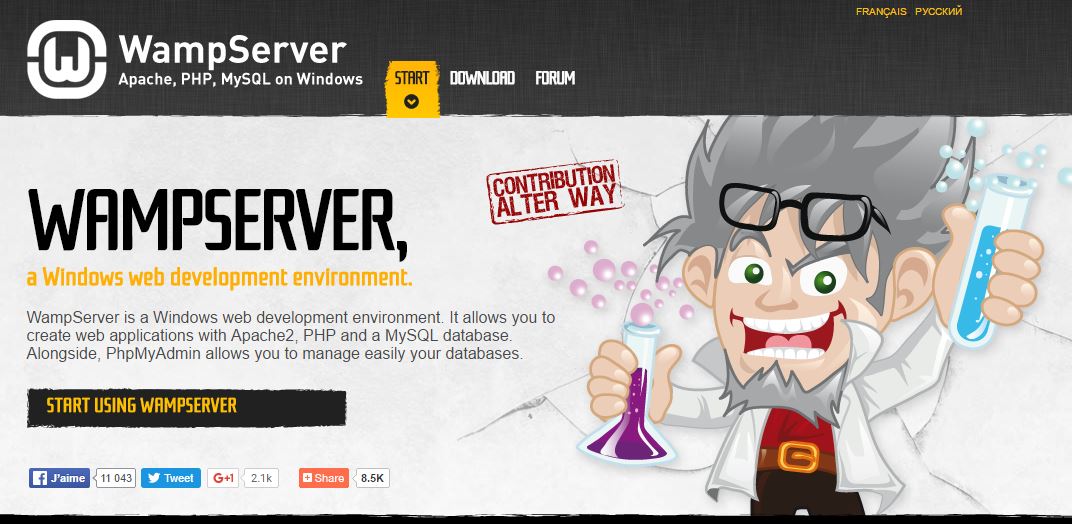 FRANÇAIS РУССКИЙ
WampServer
Apache, PHP, MySQL on Windows
START DOWNLOAD FORUM
CONTRIBUTION
ALTER WAY
WAMPSERVER,
a Windows web development environment.
WampServer is a Windows web development environment. It allows you to
create web applications with Apache2, PHP and a MySQL database.
Alongside, PhpMyAdmin allows you to manage easily your databases.
START USING WAMPSERVER
J'aime 11 043 Tweet G+1 2.1k Share 8.5K